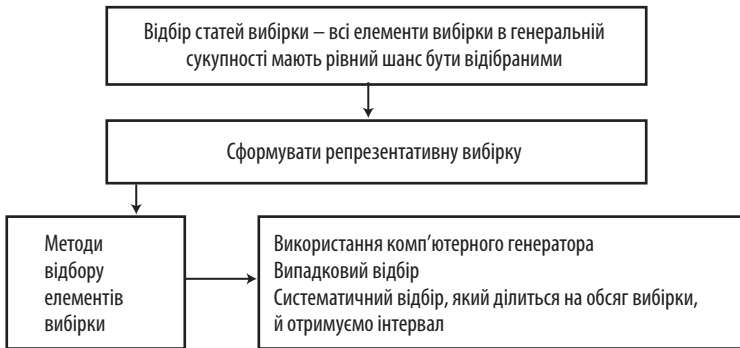 Відбір статей вибірки – всі елементи вибірки в генеральній
сукупності мають рівний шанс бути відібраними
Сформувати репрезентативну вибірку
Методи
відбору
елементів
вибірки
Використання комп’ютерного генератора
Випадковий відбір
Систематичний відбір, який ділиться на обсяг вибірки,
й отримуємо інтервал